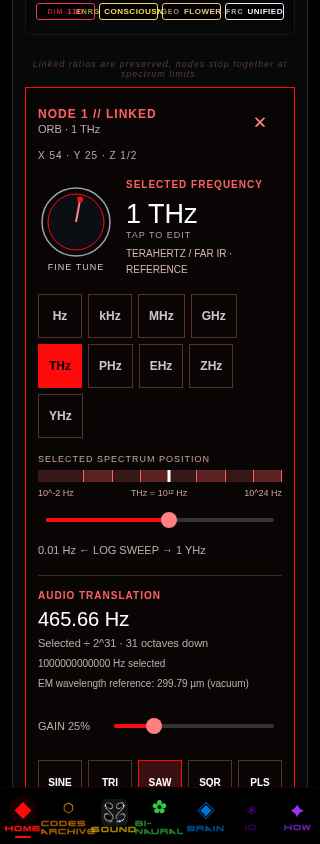 CONSCIOUSN
FLOWER
FRC UNIFIED
Linked ratios are preserved, nodes stop together at
spectrum limits.
NODE 1 // LINKED
ORB · 1 THz
×
X 54 · Y 25 · Z 1/2
SELECTED FREQUENCY
1 THz
TAP TO EDIT
TERAHERTZ / FAR IR ·
REFERENCE
FINE TUNE
Hz kHz MHz GHz
THz PHz EHz ZHz
YHz
SELECTED SPECTRUM POSITION
10^-2 Hz THz = 10¹² Hz 10^24 Hz
0.01 Hz ← LOG SWEEP → 1 YHz
AUDIO TRANSLATION
465.66 Hz
Selected ÷ 2^31 · 31 octaves down
1000000000000 Hz selected
EM wavelength reference: 299.79 µm (vacuum)
GAIN 25%
SINE TRI SAW SQR PLS
HOME CODES ARCHIVE SOUND BI-NAURAL BRAIN IO HOW